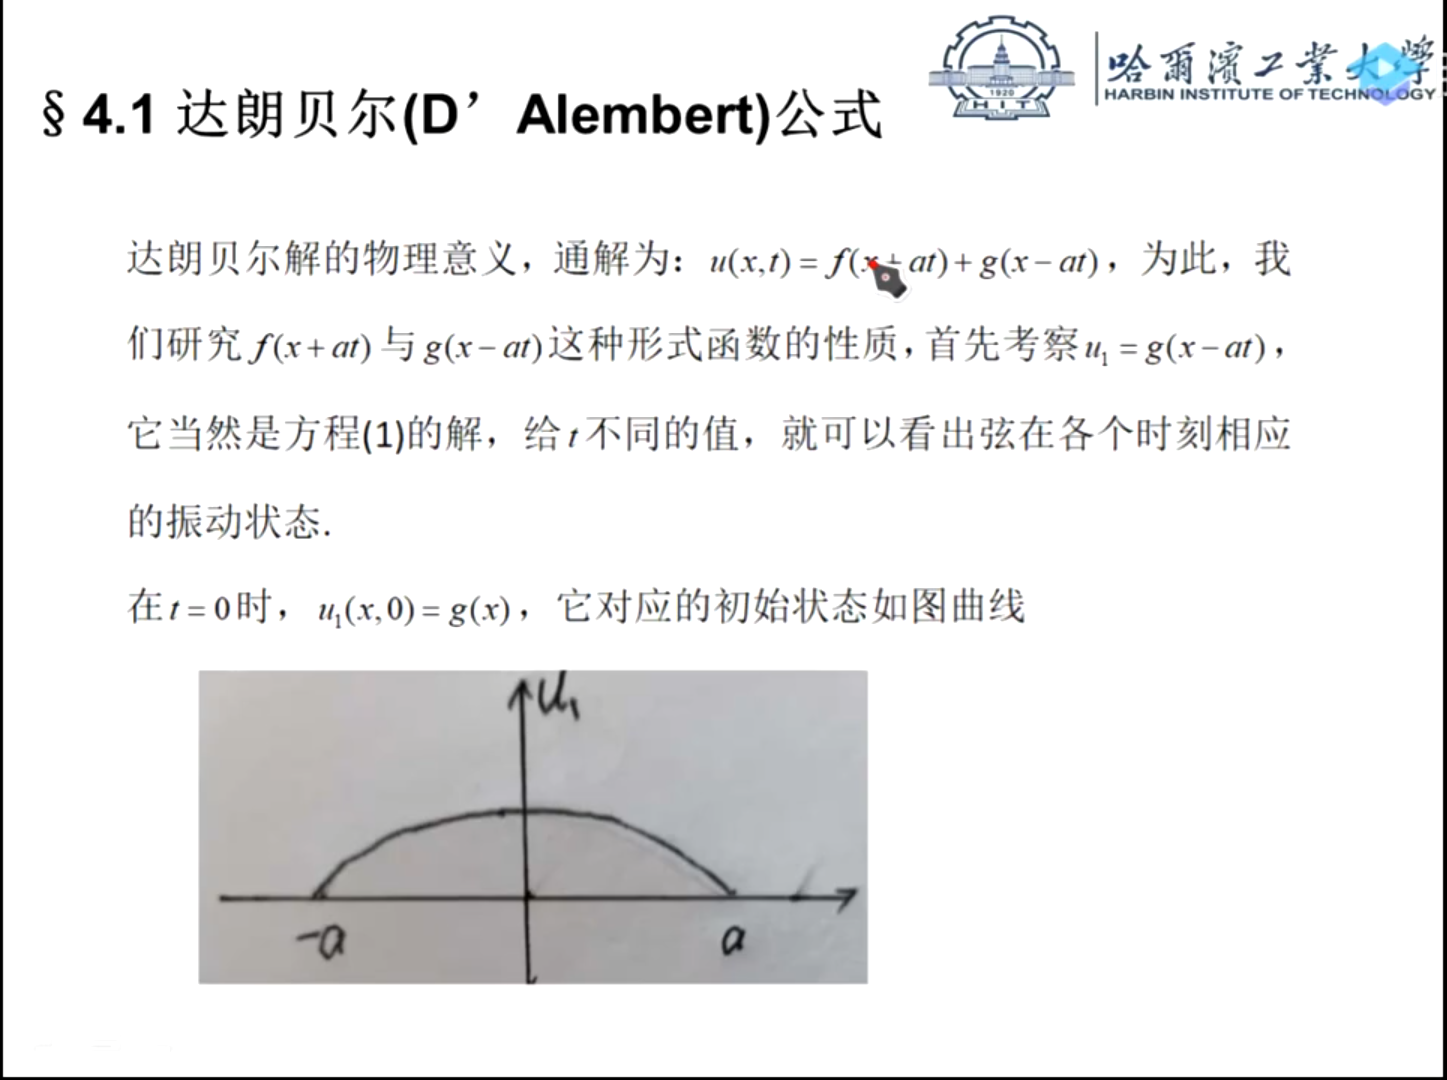 哈爾濱工業大學
HARBIN INSTITUTE OF TECHNOLOGY
1920
HIT
§ 4.1 达朗贝尔(D’Alembert)公式
达朗贝尔解的物理意义，通解为：u(x,t) = f(x+at)+g(x−at)，为此，我
们研究 f(x+at) 与 g(x−at)这种形式函数的性质，首先考察u₁ = g(x−at)，
它当然是方程(1)的解，给 t 不同的值，就可以看出弦在各个时刻相应
的振动状态.
在 t = 0 时， u₁(x,0) = g(x)，它对应的初始状态如图曲线
u₁
-a
a